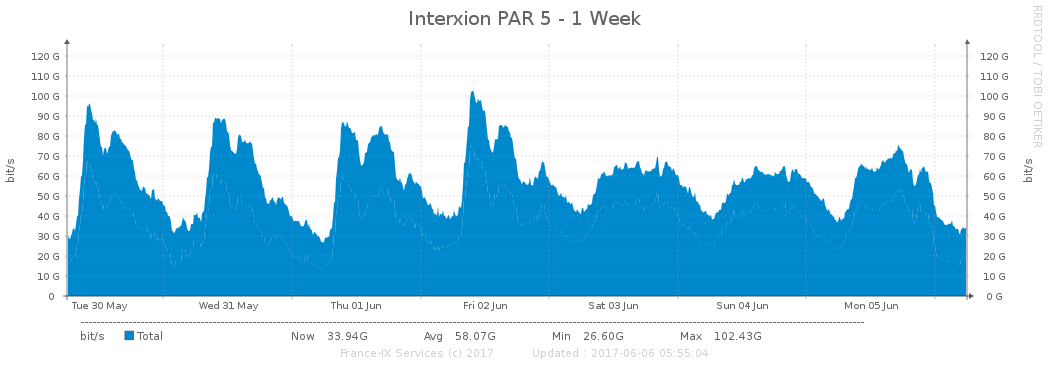 Interxion PAR 5 - 1 Week
RRDTOOL / TOBI OETIKER
bit/s
bit/s
120 G 120 G
110 G 110 G
100 G 100 G
90 G 90 G
80 G 80 G
70 G 70 G
60 G 60 G
50 G 50 G
40 G 40 G
30 G 30 G
20 G 20 G
10 G 10 G
0 0 G
Tue 30 May Wed 31 May Thu 01 Jun Fri 02 Jun Sat 03 Jun Sun 04 Jun Mon 05 Jun
bit/s Total Now 33.94G Avg 58.07G Min 26.60G Max 102.43G
France-IX Services (c) 2017 Updated : 2017-06-06 05:55:04